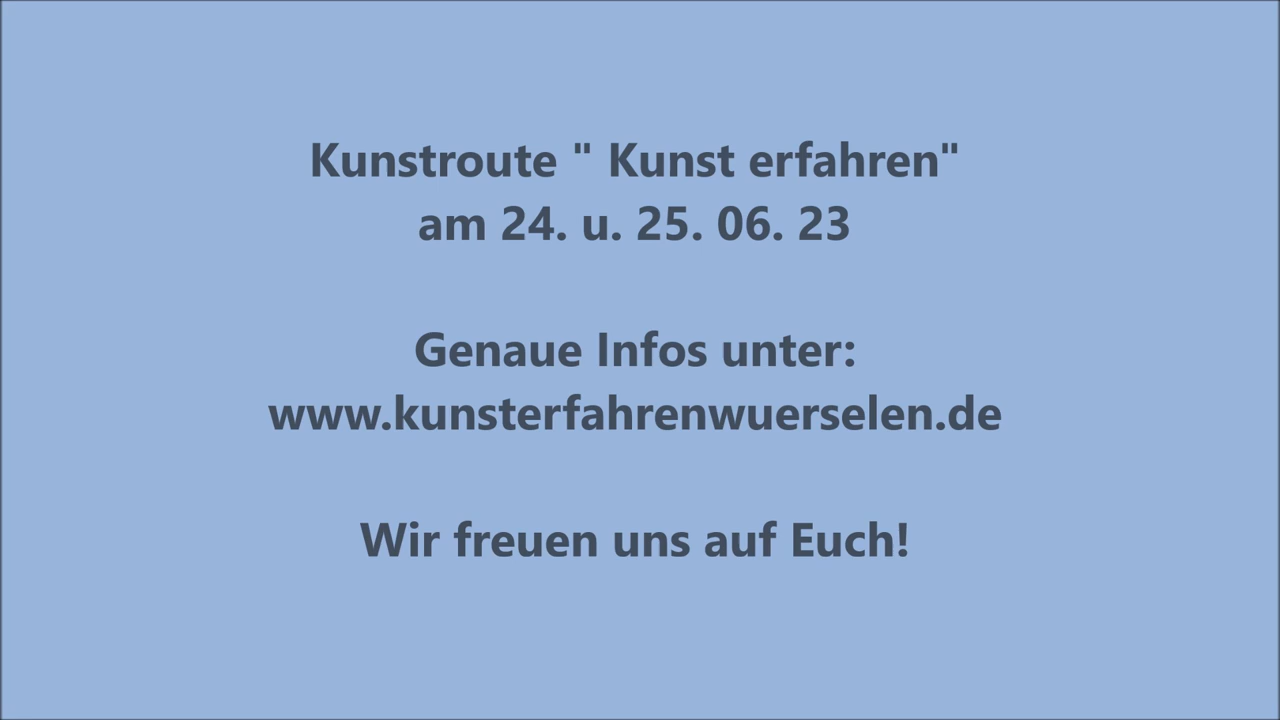 Kunstroute " Kunst erfahren"
am 24. u. 25. 06. 23
Genaue Infos unter:
www.kunsterfahrenwuerselen.de
Wir freuen uns auf Euch!